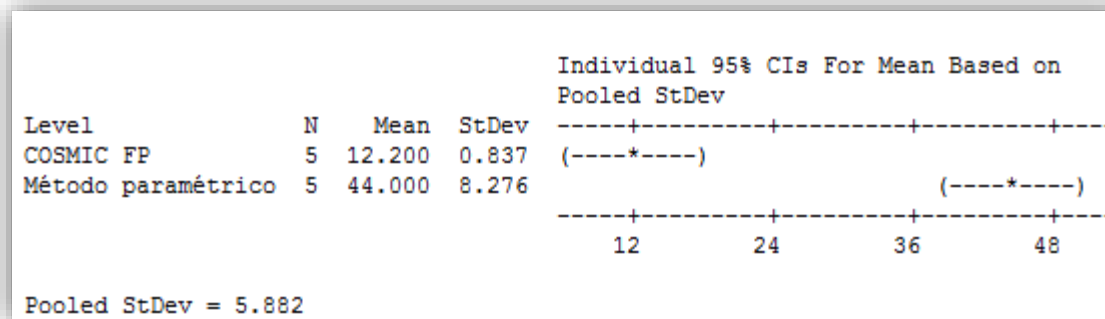 Individual 95% CIs For Mean Based on
Pooled StDev
Level              N    Mean  StDev  -----+---------+---------+---------+----
COSMIC FP          5  12.200  0.837  (----*----)
Método paramétrico 5  44.000  8.276                             (----*----)
-----+---------+---------+---------+----
12        24        36        48
Pooled StDev = 5.882